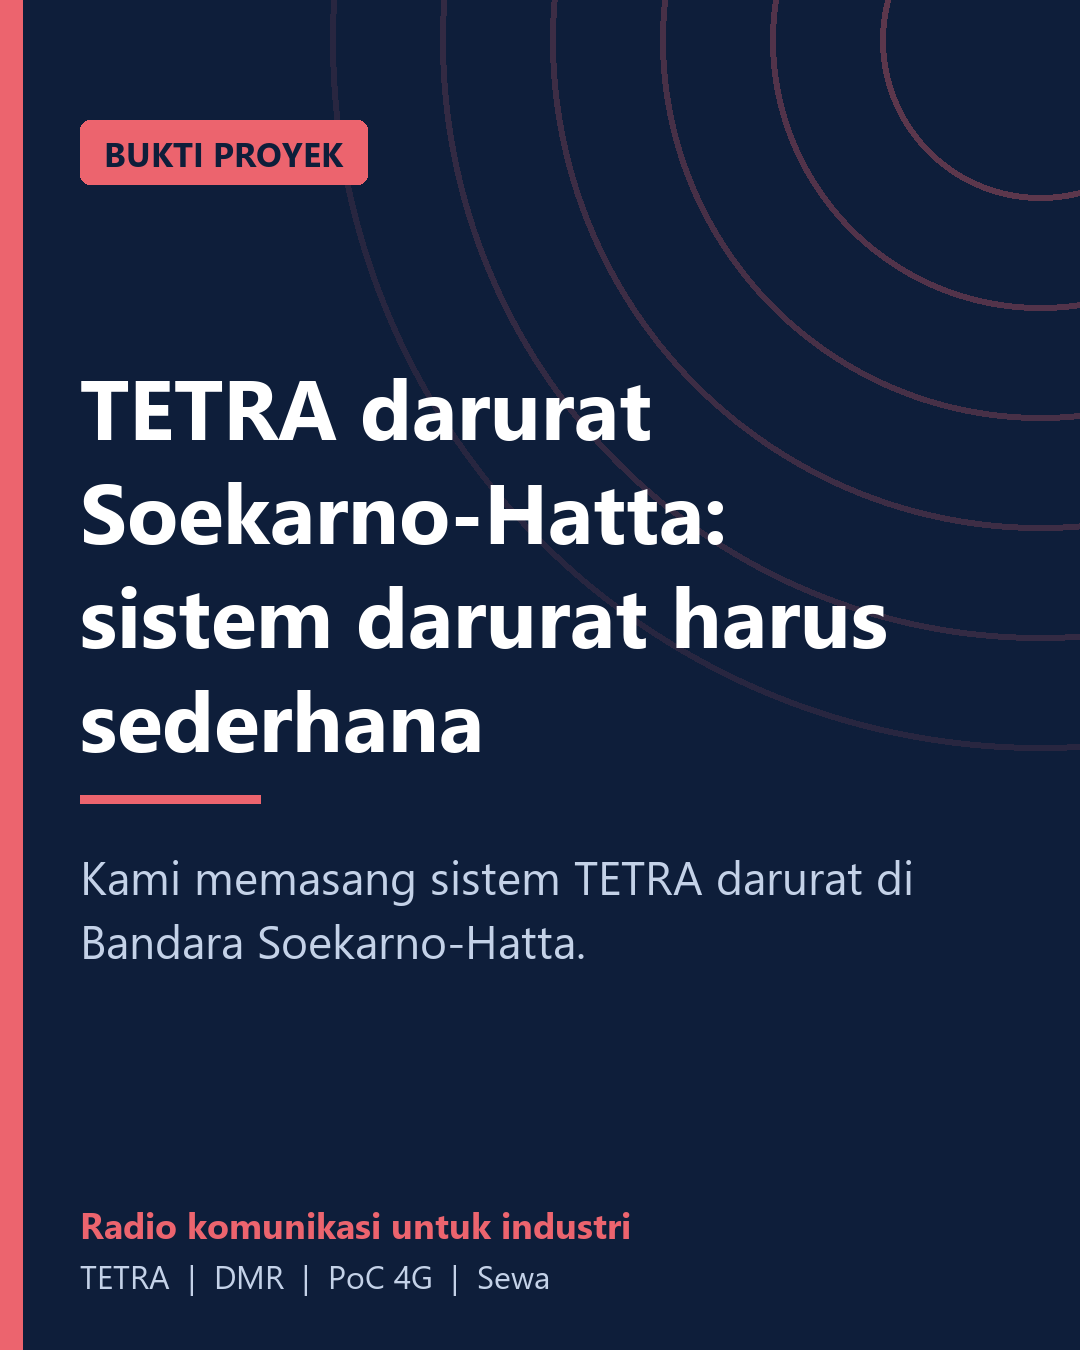 BUKTI PROYEK
TETRA darurat
Soekarno-Hatta:
sistem darurat harus
sederhana
Kami memasang sistem TETRA darurat di
Bandara Soekarno-Hatta.
Radio komunikasi untuk industri
TETRA | DMR | PoC 4G | Sewa